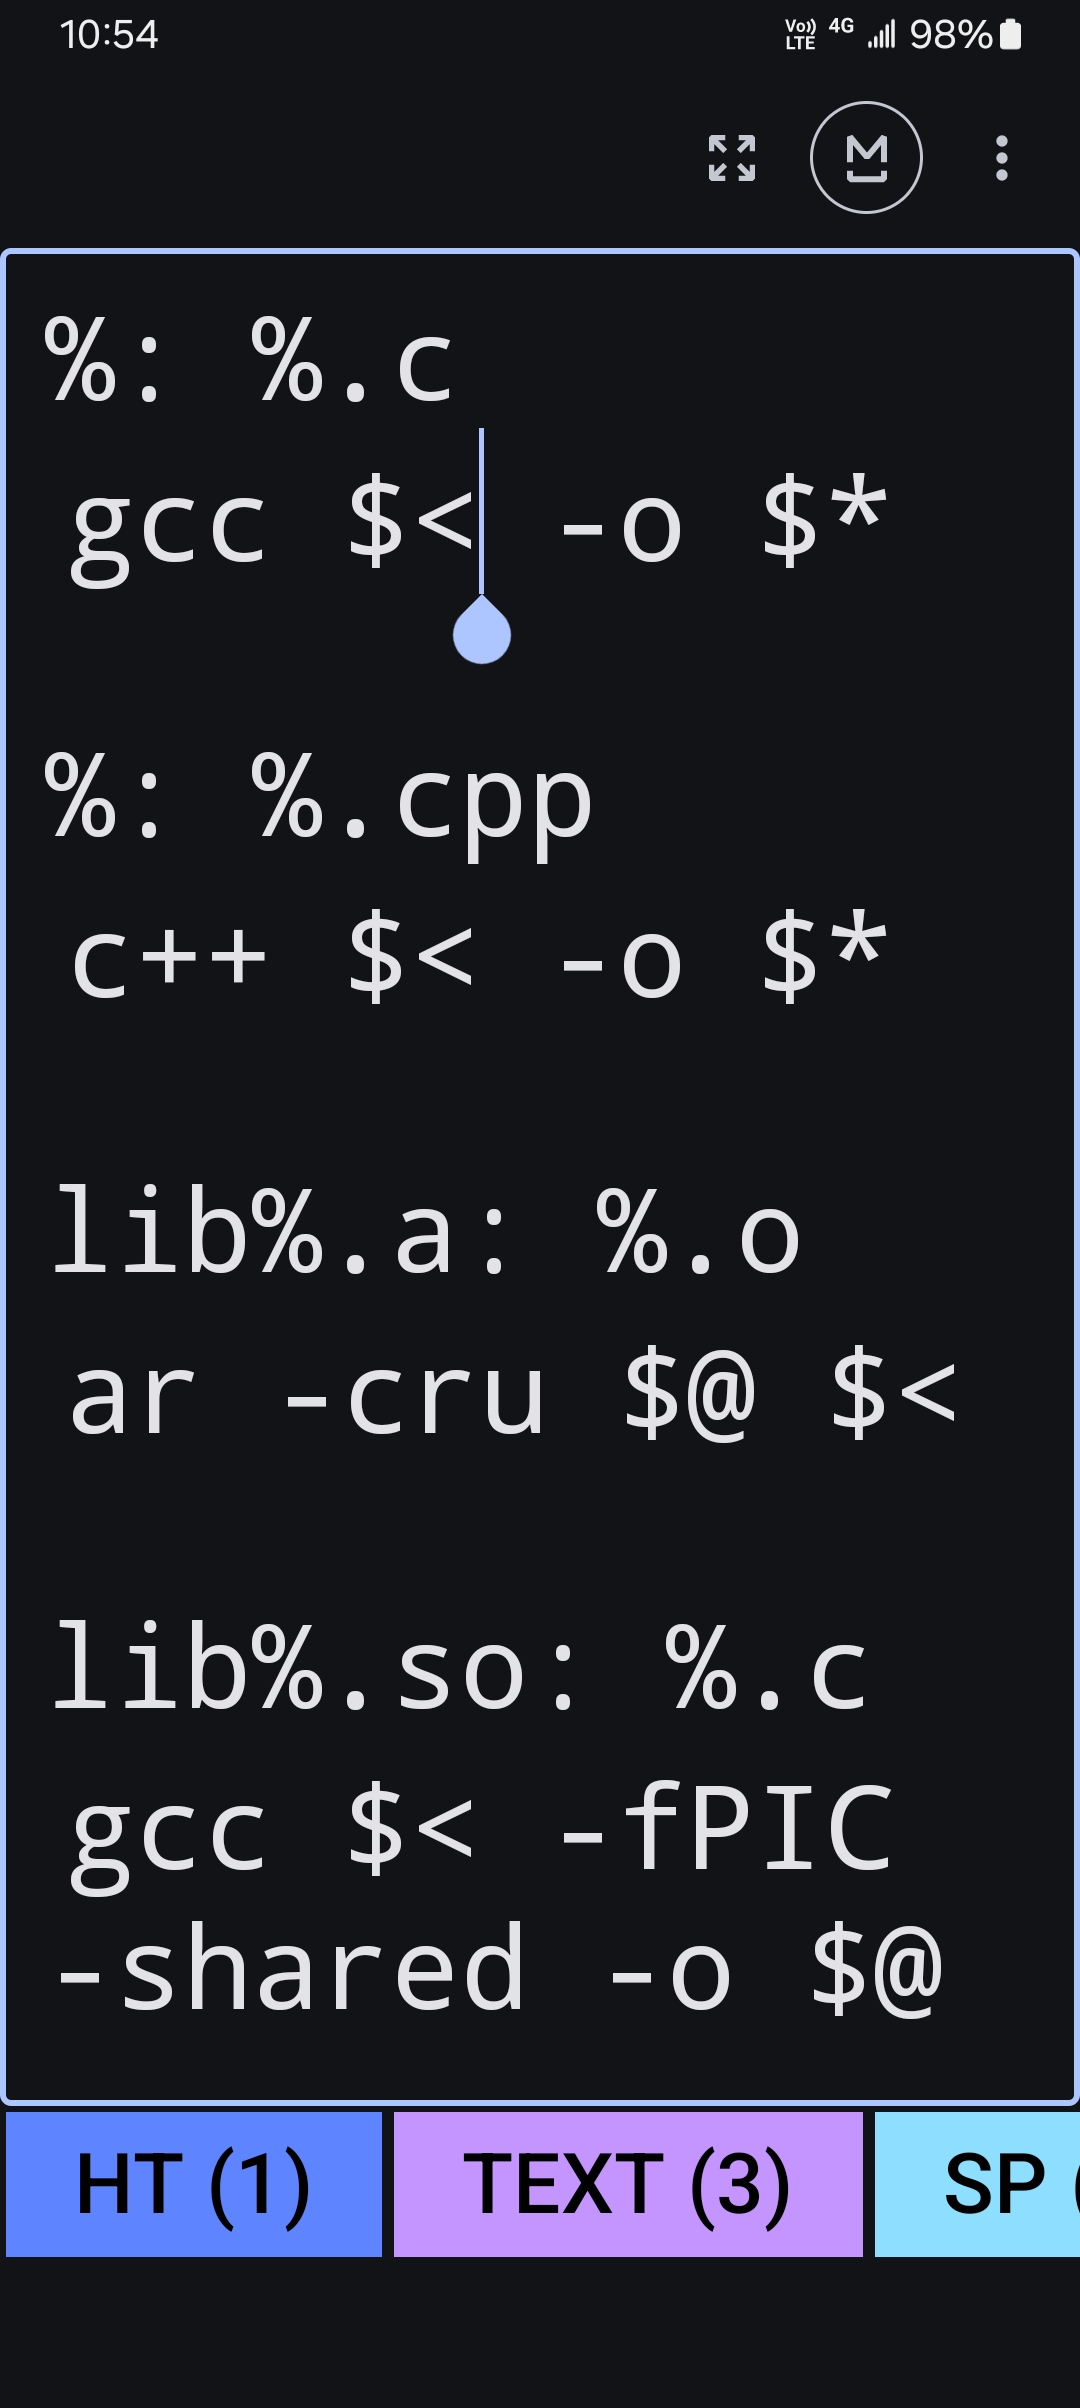 10:54 Vo)) LTE 4G 98%
%: %.c
gcc $< -o $*
%: %.cpp
c++ $< -o $*
lib%.a: %.o
ar -cru $@ $<
lib%.so: %.c
gcc $< -fPIC
-shared -o $@
HT (1) TEXT (3) SP (